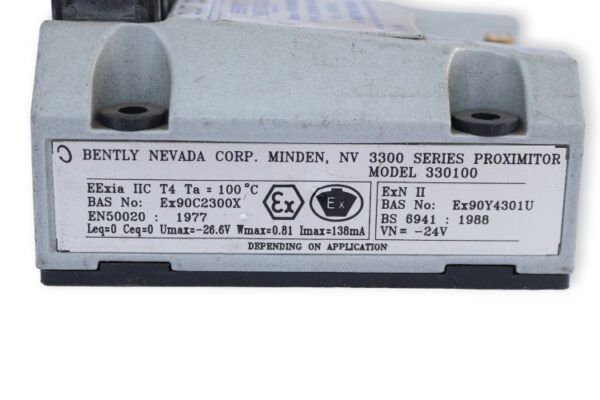 BENTLY NEVADA CORP. MINDEN, NV 3300 SERIES PROXIMITOR
MODEL 330100
EExia IIC T4 Ta = 100°C
BAS No: Ex90C2300X
EN50020 : 1977
Leq=0 Ceq=0 Umax=-26.6V Wmax=0.81 Imax=138mA
Ex
Ex
ExN II
BAS No: Ex90Y4301U
BS 6941 : 1988
VN = -24V
DEPENDING ON APPLICATION